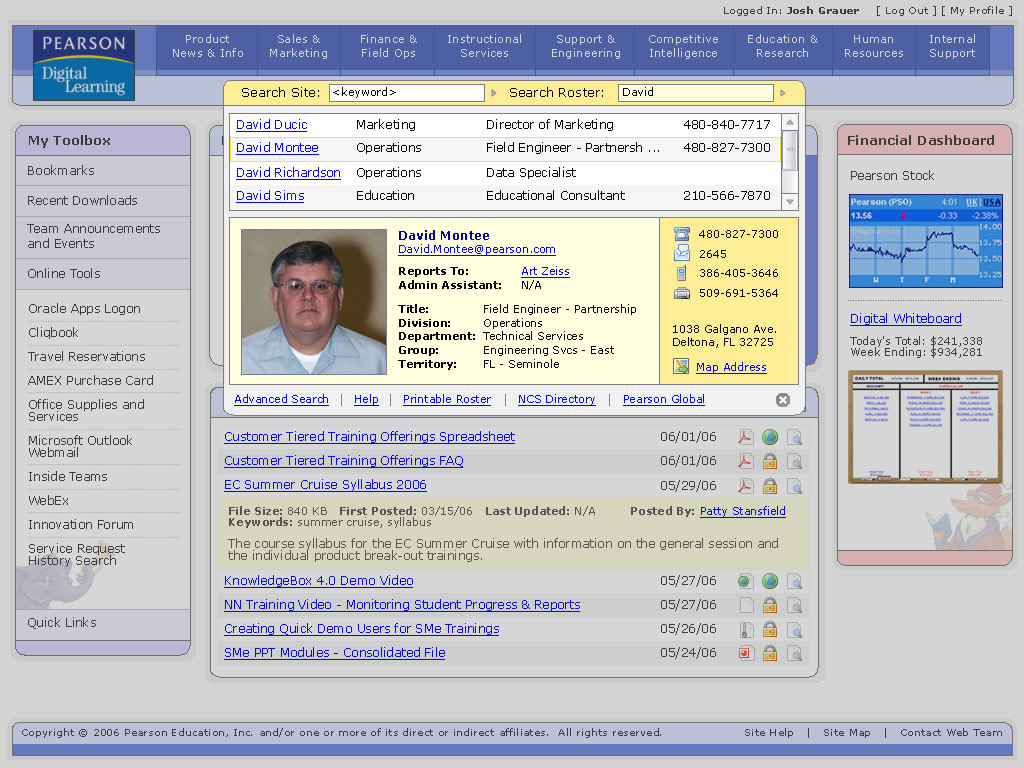 Logged In: Josh Grauer [ Log Out ] [ My Profile ]
PEARSON
Digital
Learning
Product
News & Info
Sales &
Marketing
Finance &
Field Ops
Instructional
Services
Support &
Engineering
Competitive
Intelligence
Education &
Research
Human
Resources
Internal
Support
Search Site: <keyword> Search Roster: David
David Ducic Marketing Director of Marketing 480-840-7717
David Montee Operations Field Engineer - Partnersh ... 480-827-7300
David Richardson Operations Data Specialist
David Sims Education Educational Consultant 210-566-7870
David Montee
David.Montee@pearson.com
Reports To: Art Zeiss
Admin Assistant: N/A
Title: Field Engineer - Partnership
Division: Operations
Department: Technical Services
Group: Engineering Svcs - East
Territory: FL - Seminole
480-827-7300
2645
386-405-3646
509-691-5364
1038 Galgano Ave.
Deltona, FL 32725
Map Address
Advanced Search | Help | Printable Roster | NCS Directory | Pearson Global
My Toolbox
Bookmarks
Recent Downloads
Team Announcements
and Events
Online Tools
Oracle Apps Logon
Cliqbook
Travel Reservations
AMEX Purchase Card
Office Supplies and
Services
Microsoft Outlook
Webmail
Inside Teams
WebEx
Innovation Forum
Service Request
History Search
Quick Links
Customer Tiered Training Offerings Spreadsheet 06/01/06
Customer Tiered Training Offerings FAQ 06/01/06
EC Summer Cruise Syllabus 2006 05/29/06
File Size: 840 KB First Posted: 03/15/06 Last Updated: N/A Posted By: Patty Stansfield
Keywords: summer cruise, syllabus
The course syllabus for the EC Summer Cruise with information on the general session and
the individual product break-out trainings.
KnowledgeBox 4.0 Demo Video 05/27/06
NN Training Video - Monitoring Student Progress & Reports 05/27/06
Creating Quick Demo Users for SMe Trainings 05/26/06
SMe PPT Modules - Consolidated File 05/24/06
Financial Dashboard
Pearson Stock
Pearson (PSO) 4:01 UK USA
13.56 -0.33 -2.38%
14.00
13.75
13.50
13.25
W T F M
Digital Whiteboard
Today's Total: $241,338
Week Ending: $934,281
DAILY TOTAL WEEK ENDING
Copyright © 2006 Pearson Education, Inc. and/or one or more of its direct or indirect affiliates. All rights reserved. Site Help | Site Map | Contact Web Team